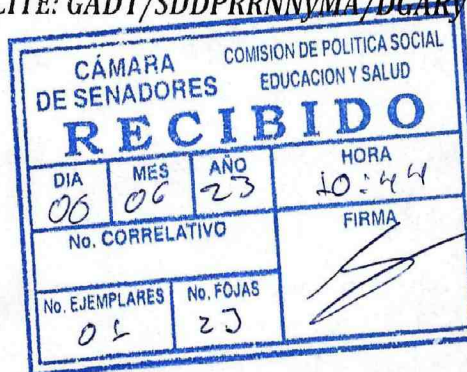 CITE: GADT/SDDPRRNNyMA/DGARy
CÁMARA DE SENADORES
COMISION DE POLITICA SOCIAL EDUCACION Y SALUD
RECIBIDO
DIA MES AÑO HORA
06 06 23 10:44
No. CORRELATIVO FIRMA
No. EJEMPLARES No. FOJAS
01 23